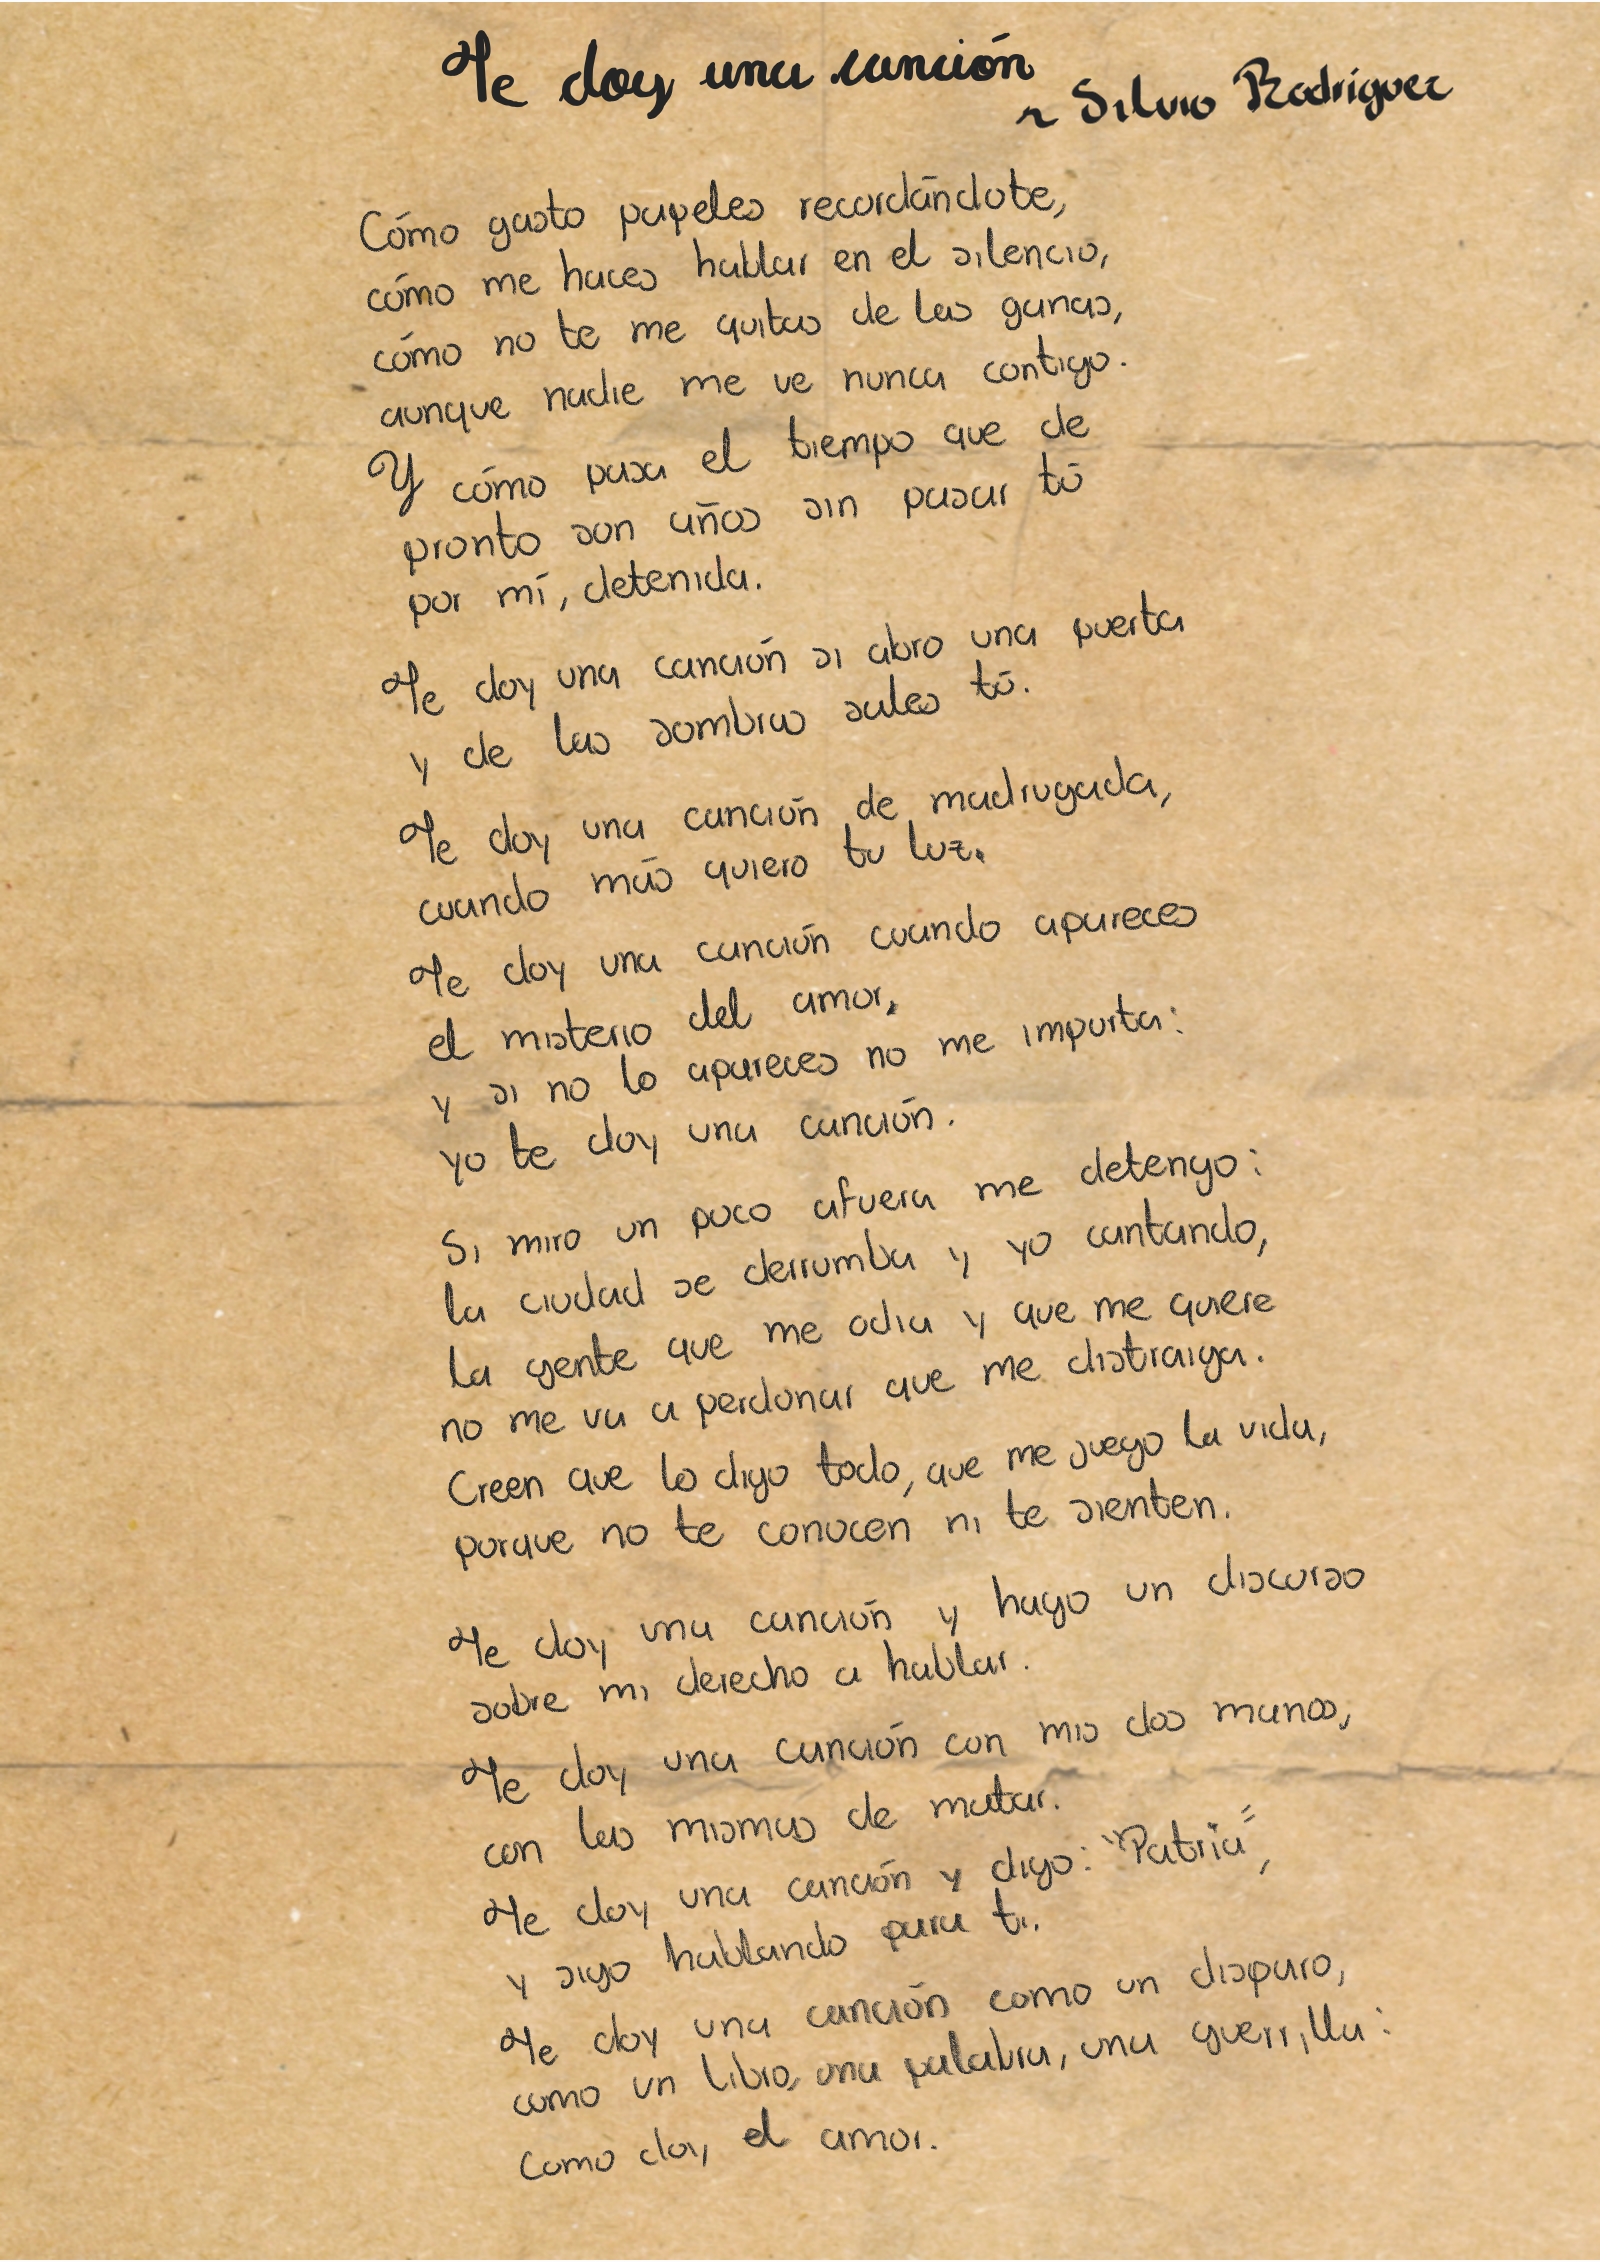 Te doy una canción
~ Silvio Rodríguez
Cómo gasto papeles recordándote,
cómo me haces hablar en el silencio,
cómo no te me quitas de las ganas,
aunque nadie me ve nunca contigo.
Y cómo pasa el tiempo que de
pronto son años sin pasar tú
por mí, detenida.
Te doy una canción si abro una puerta
y de las sombras sales tú.
Te doy una canción de madrugada,
cuando más quiero tu luz.
Te doy una canción cuando apareces
el misterio del amor,
y si no lo apareces no me importa:
yo te doy una canción.
Si miro un poco afuera me detengo:
la ciudad se derrumba y yo cantando,
la gente que me odia y que me quiere
no me va a perdonar que me distraiga.
Creen que lo digo todo, que me juego la vida,
porque no te conocen ni te sienten.
Te doy una canción y hago un discurso
sobre mi derecho a hablar.
Te doy una canción con mis dos manos,
con las mismas de matar.
Te doy una canción y digo: "Patria",
y sigo hablando para ti.
Te doy una canción como un disparo,
como un libro, una palabra, una guerrilla:
Como doy el amor.